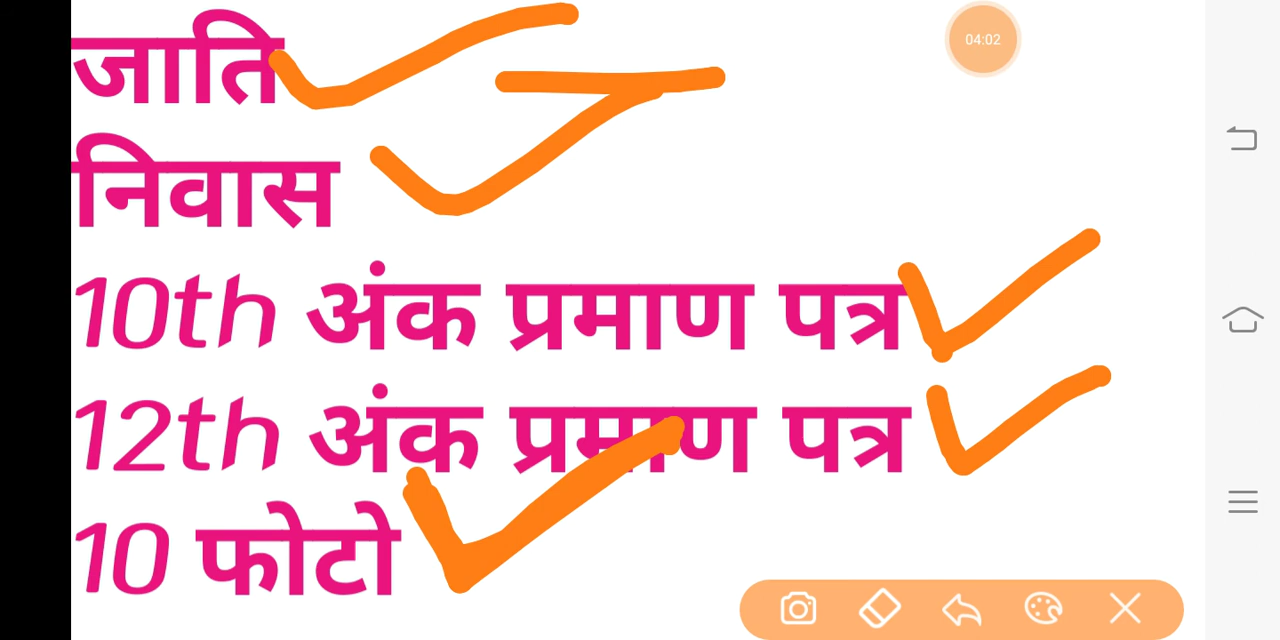 04:02
जाति
निवास
10th अंक प्रमाण पत्र
12th अंक प्रमाण पत्र
10 फोटो